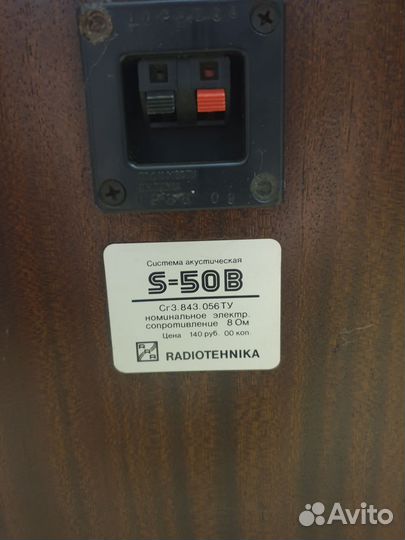 Система акустическая
S-50B
Сг3.843.056ТУ
номинальное электр.
сопротивление 8 Ом
Цена 140 руб. 00 коп
RADIOTEHNIKA
Avito